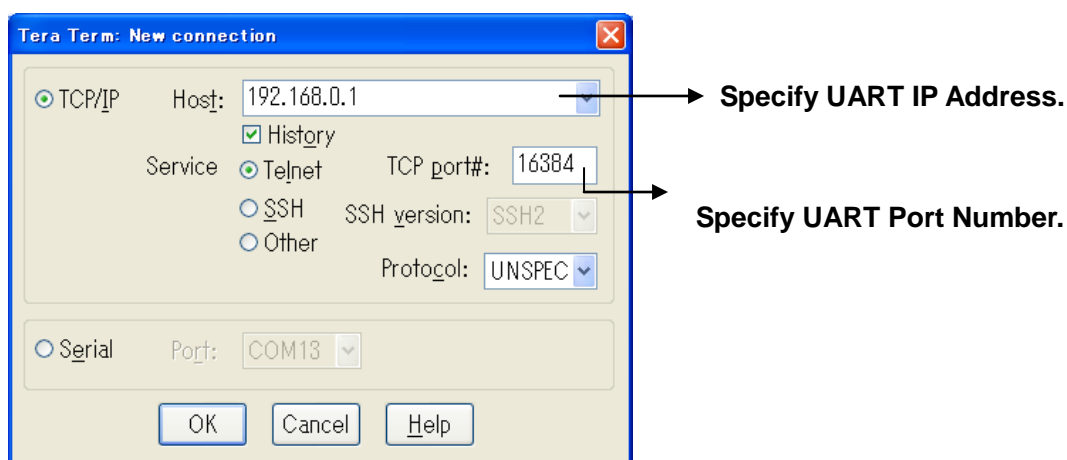 Tera Term: New connection
TCP/IP Host: 192.168.0.1 Specify UART IP Address.
History
Service Telnet TCP port#: 16384
SSH SSH version: SSH2 Specify UART Port Number.
Other
Protocol: UNSPEC
Serial Port: COM13
OK Cancel Help